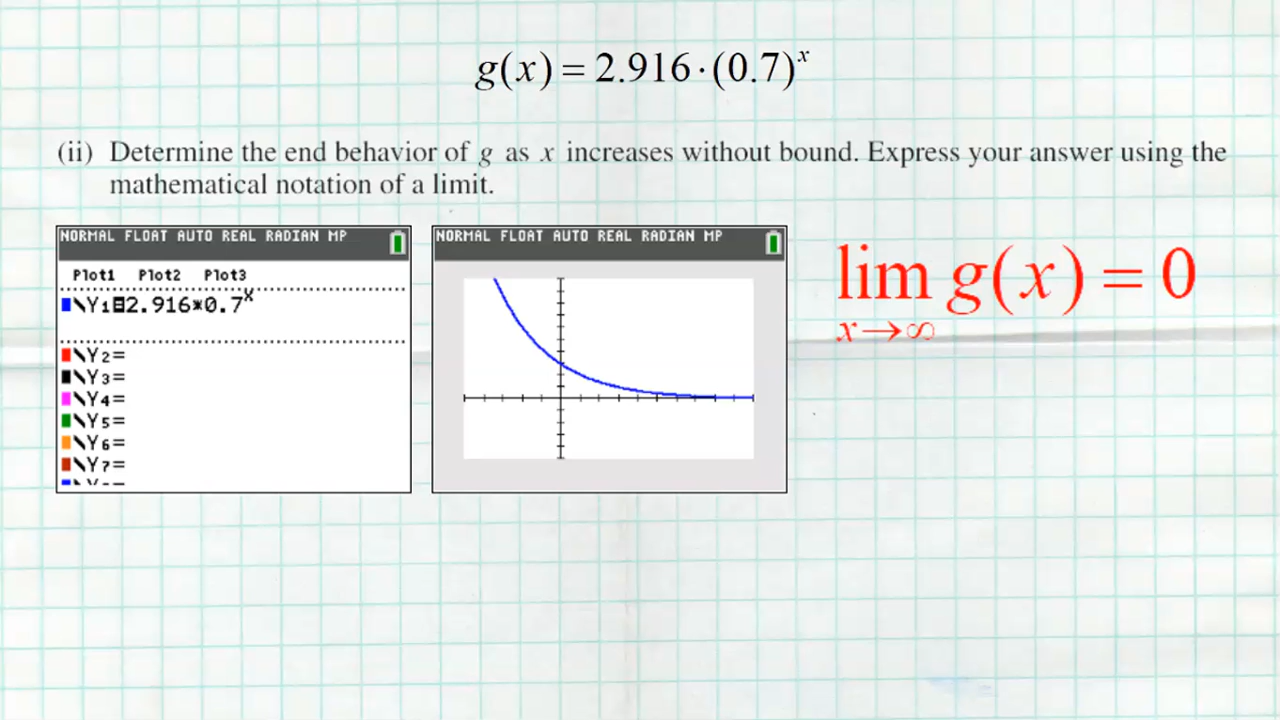 g(x) = 2.916·(0.7)^x
(ii) Determine the end behavior of g as x increases without bound. Express your answer using the
mathematical notation of a limit.
NORMAL FLOAT AUTO REAL RADIAN MP
Plot1 Plot2 Plot3
\Y₁=2.916*0.7^X
\Y₂=
\Y₃=
\Y₄=
\Y₅=
\Y₆=
\Y₇=
NORMAL FLOAT AUTO REAL RADIAN MP
lim g(x) = 0
x→∞